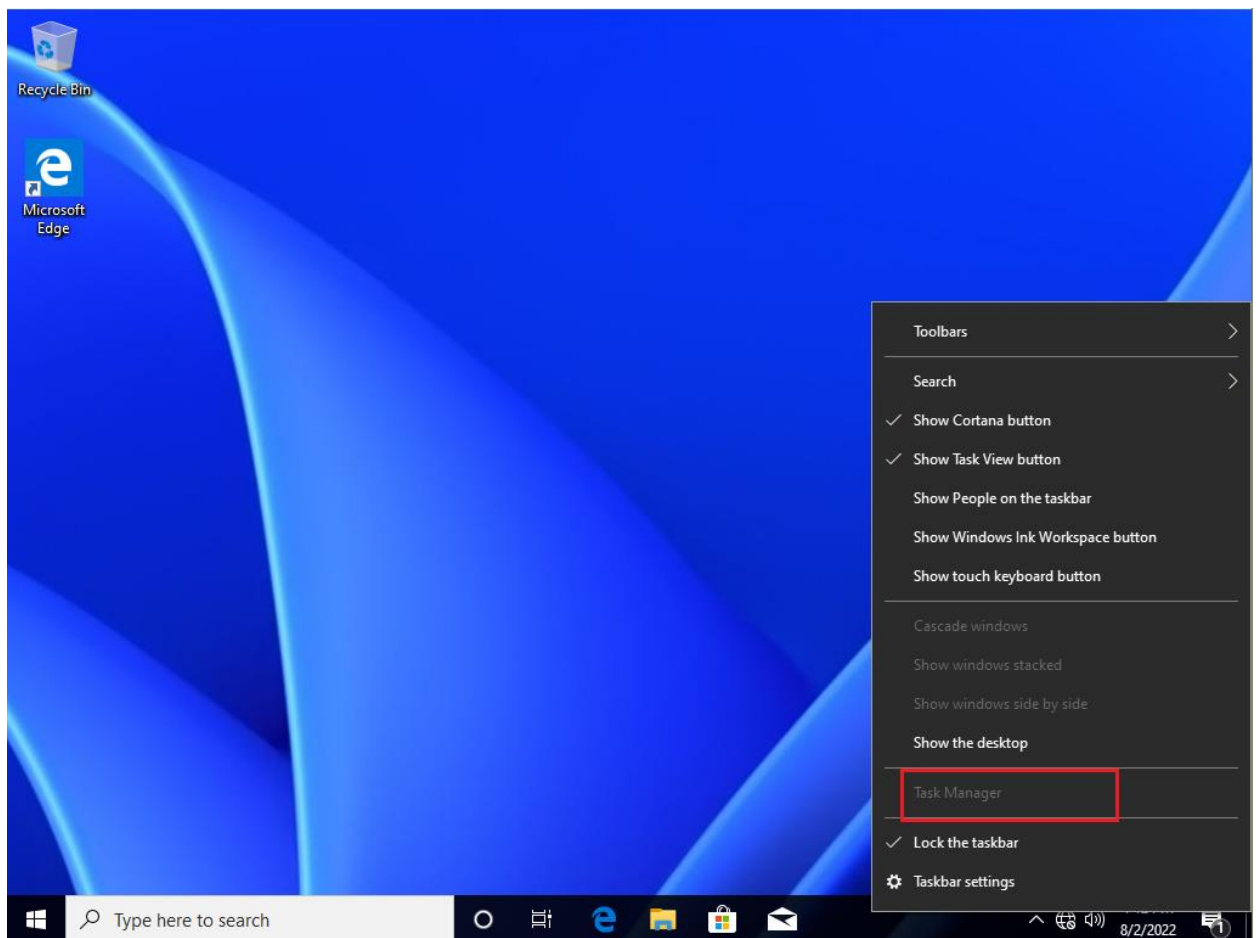 Recycle Bin
Microsoft
Edge
Toolbars
Search
Show Cortana button
Show Task View button
Show People on the taskbar
Show Windows Ink Workspace button
Show touch keyboard button
Cascade windows
Show windows stacked
Show windows side by side
Show the desktop
Task Manager
Lock the taskbar
Taskbar settings
Type here to search
8/2/2022
1